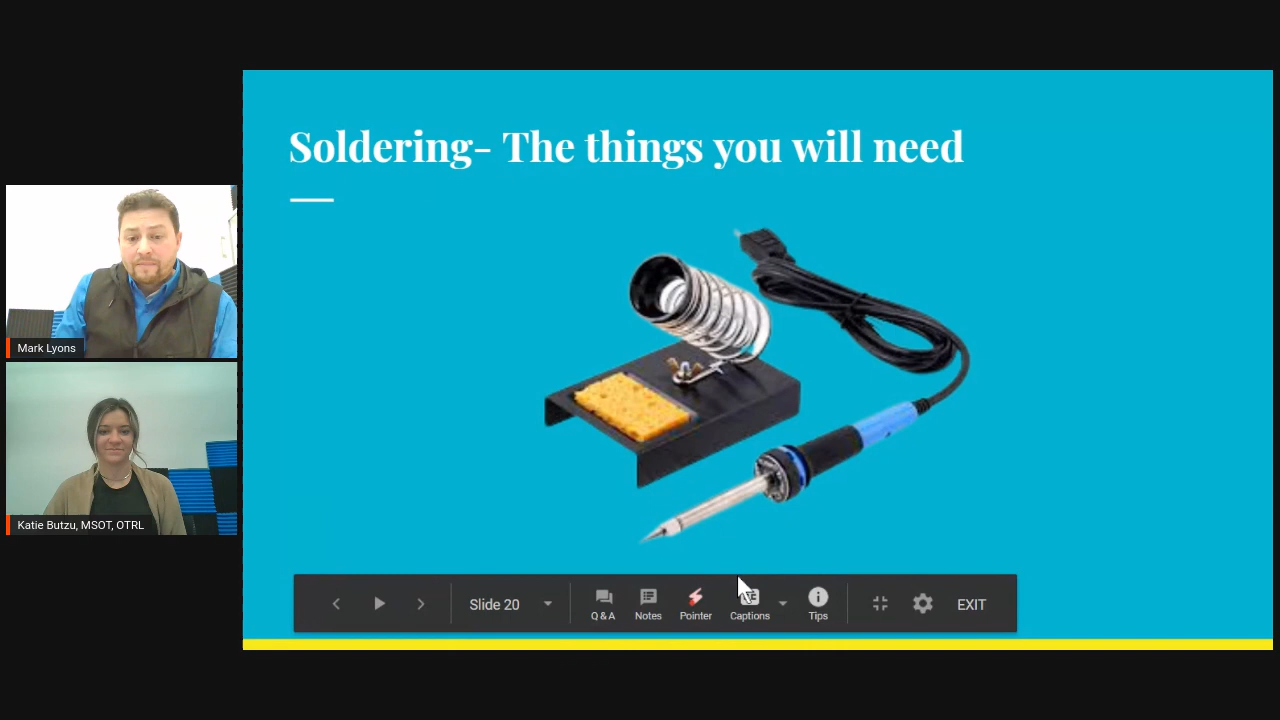 Soldering- The things you will need
Mark Lyons
Katie Butzu, MSOT, OTRL
Slide 20
Q & A
Notes
Pointer
Captions
Tips
EXIT